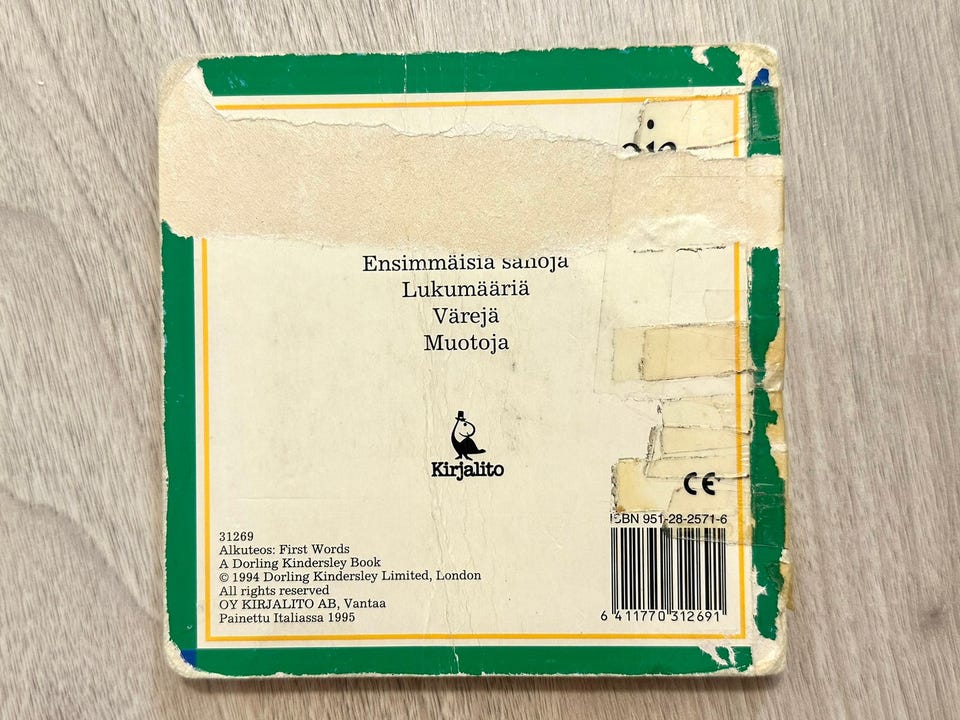 Ensimmäisiä sanoja
Lukumääriä
Värejä
Muotoja
Kirjalito
CE
ISBN 951-28-2571-6
6 411770 312691
31269
Alkuteos: First Words
A Dorling Kindersley Book
© 1994 Dorling Kindersley Limited, London
All rights reserved
OY KIRJALITO AB, Vantaa
Painettu Italiassa 1995